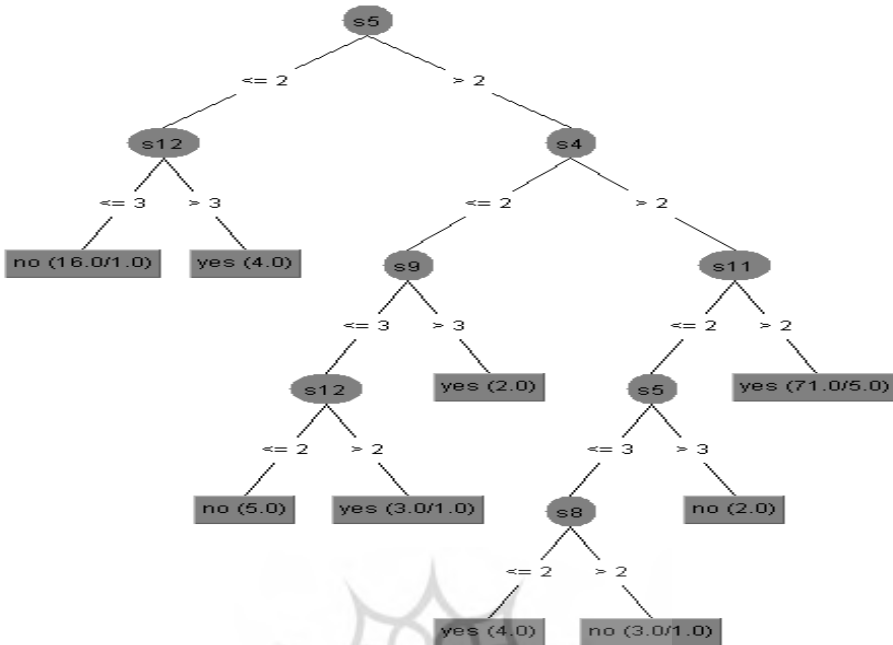 s5
<= 2 > 2
s12 s4
<= 3 > 3 <= 2 > 2
no (16.0/1.0) yes (4.0) s9 s11
<= 3 > 3 <= 2 > 2
s12 yes (2.0) s5 yes (71.0/5.0)
<= 2 > 2 <= 3 > 3
no (5.0) yes (3.0/1.0) s8 no (2.0)
<= 2 > 2
yes (4.0) no (3.0/1.0)